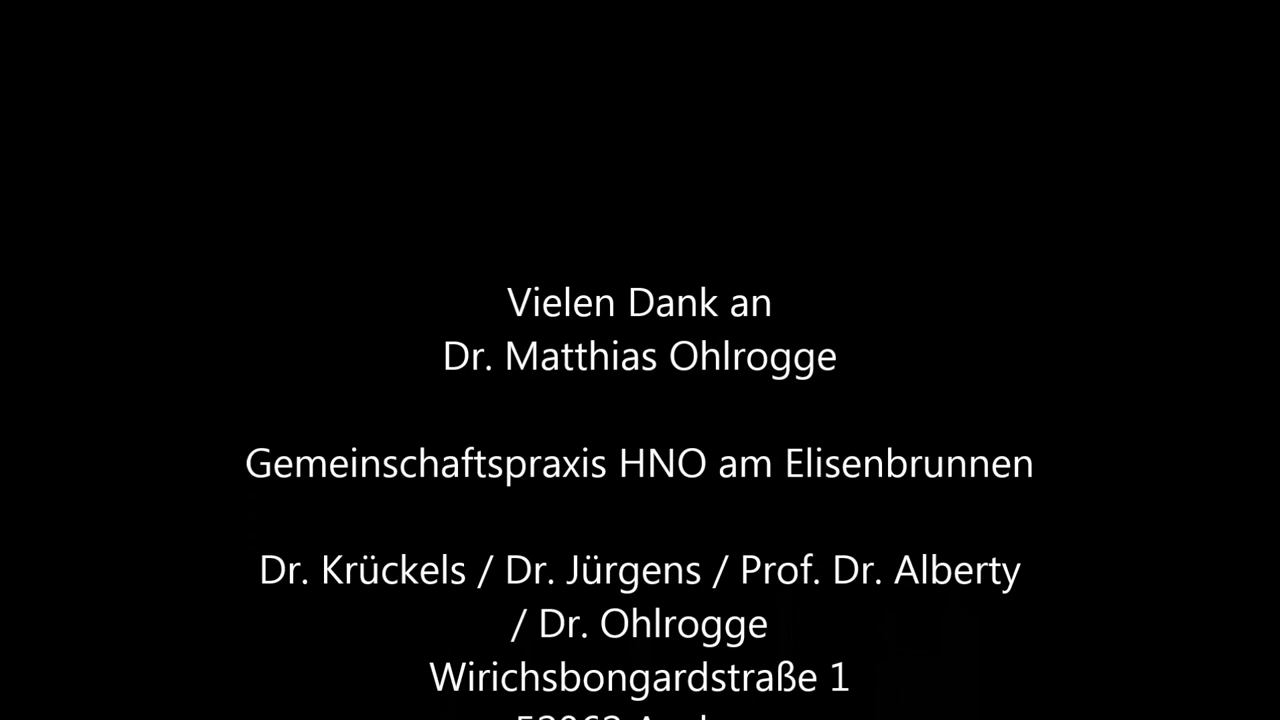 Vielen Dank an
Dr. Matthias Ohlrogge
Gemeinschaftspraxis HNO am Elisenbrunnen
Dr. Krückels / Dr. Jürgens / Prof. Dr. Alberty
/ Dr. Ohlrogge
Wirichsbongardstraße 1